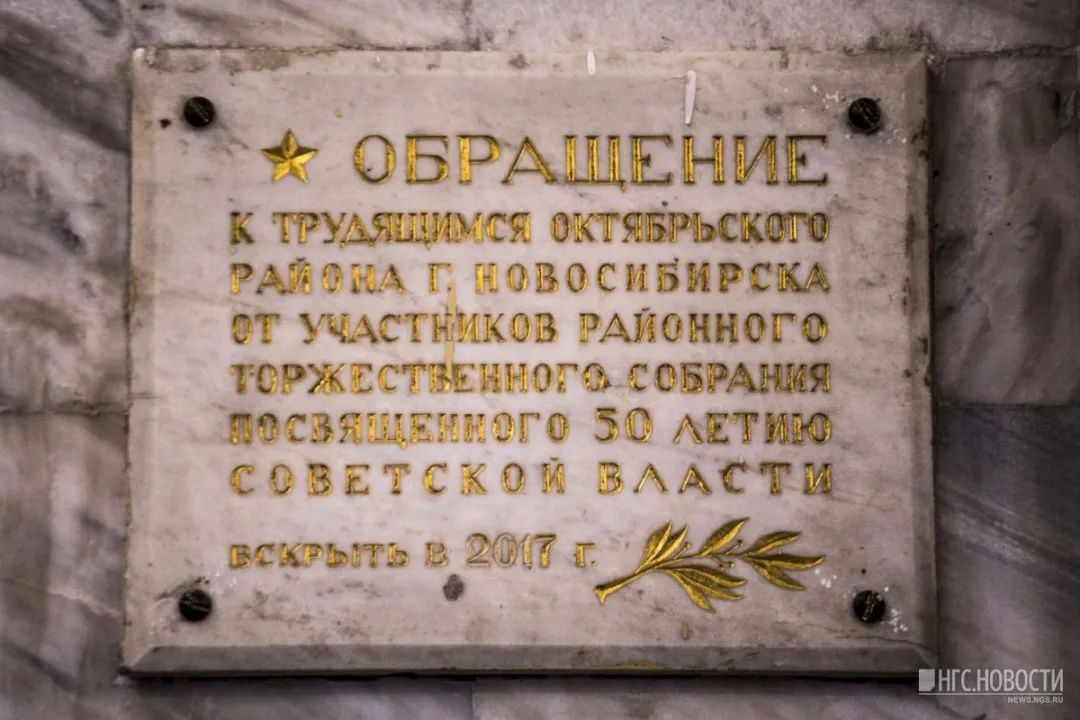 ОБРАЩЕНИЕ
К ТРУДЯЩИМСЯ ОКТЯБРЬСКОГО
РАЙОНА Г. НОВОСИБИРСКА
ОТ УЧАСТНИКОВ РАЙОННОГО
ТОРЖЕСТВЕННОГО СОБРАНИЯ
ПОСВЯЩЕННОГО 50 ЛЕТИЮ
СОВЕТСКОЙ ВЛАСТИ
ВСКРЫТЬ В 2017 г.
НГС.НОВОСТИ
NEWS.NGS.RU